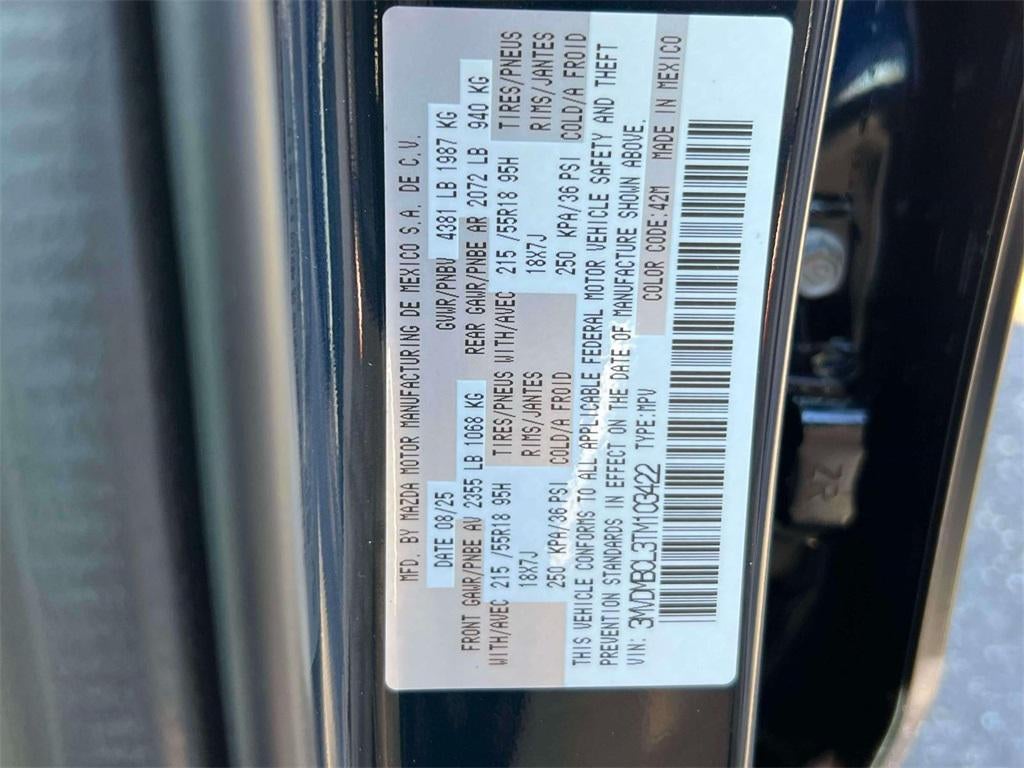 MFD. BY MAZDA MOTOR MANUFACTURING DE MEXICO S.A. DE C.V.
DATE 08/25 GVWR/PNBV 4381 LB 1987 KG
FRONT GAWR/PNBE AV 2355 LB 1068 KG REAR GAWR/PNBE AR 2072 LB 940 KG
WITH/AVEC 215 /55R18 95H TIRES/PNEUS WITH/AVEC 215 /55R18 95H TIRES/PNEUS
18X7J RIMS/JANTES 18X7J RIMS/JANTES
250 KPA/36 PSI COLD/A FROID 250 KPA/36 PSI COLD/A FROID
THIS VEHICLE CONFORMS TO ALL APPLICABLE FEDERAL MOTOR VEHICLE SAFETY AND THEFT
PREVENTION STANDARDS IN EFFECT ON THE DATE OF MANUFACTURE SHOWN ABOVE.
VIN: 3MVDMBCL3TM103422 TYPE:MPV COLOR CODE:42M MADE IN MEXICO
ZR